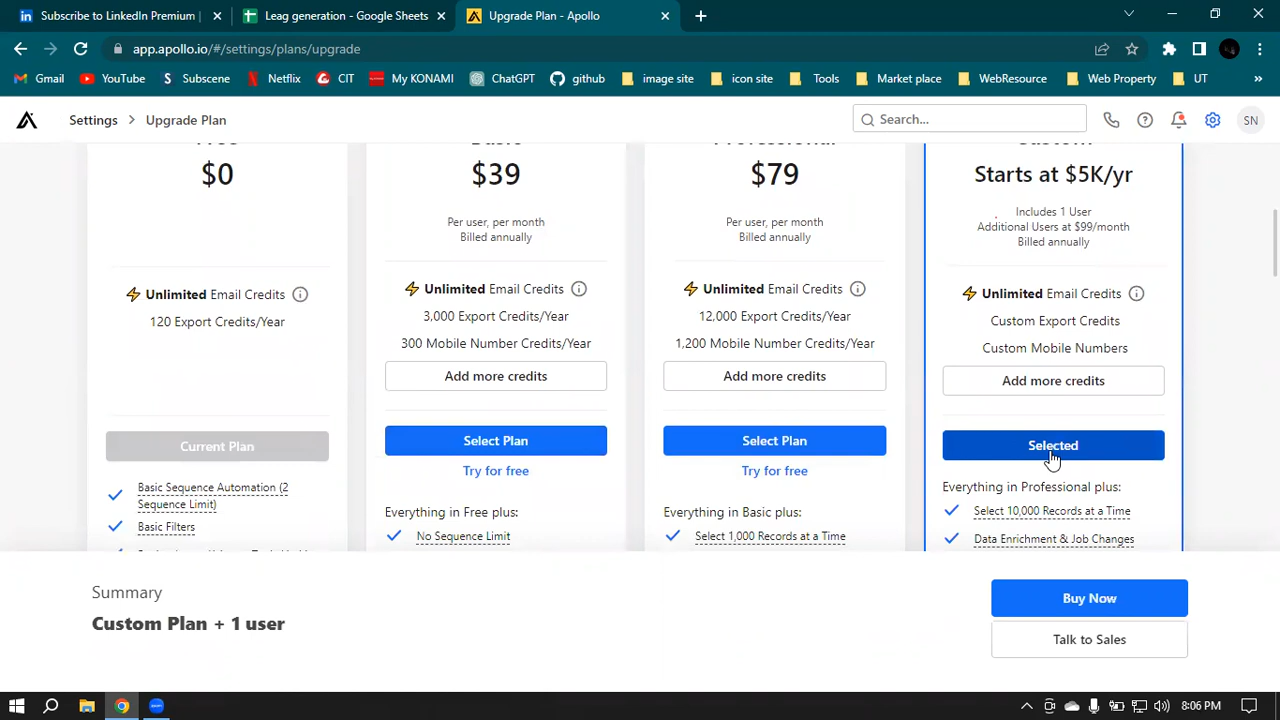 Subscribe to LinkedIn Premium
Leag generation - Google Sheets
Upgrade Plan - Apollo
app.apollo.io/#/settings/plans/upgrade
Gmail
YouTube
Subscene
Netflix
CIT
My KONAMI
ChatGPT
github
image site
icon site
Tools
Market place
WebResource
Web Property
UT
Settings > Upgrade Plan
Search...
SN
Free
$0
Unlimited Email Credits
120 Export Credits/Year
Current Plan
Basic Sequence Automation (2
Sequence Limit)
Basic Filters
Basic
$39
Per user, per month
Billed annually
Unlimited Email Credits
3,000 Export Credits/Year
300 Mobile Number Credits/Year
Add more credits
Select Plan
Try for free
Everything in Free plus:
No Sequence Limit
Professional
$79
Per user, per month
Billed annually
Unlimited Email Credits
12,000 Export Credits/Year
1,200 Mobile Number Credits/Year
Add more credits
Select Plan
Try for free
Everything in Basic plus:
Select 1,000 Records at a Time
Custom
Starts at $5K/yr
Includes 1 User
Additional Users at $99/month
Billed annually
Unlimited Email Credits
Custom Export Credits
Custom Mobile Numbers
Add more credits
Selected
Everything in Professional plus:
Select 10,000 Records at a Time
Data Enrichment & Job Changes
Summary
Custom Plan + 1 user
Buy Now
Talk to Sales
8:06 PM